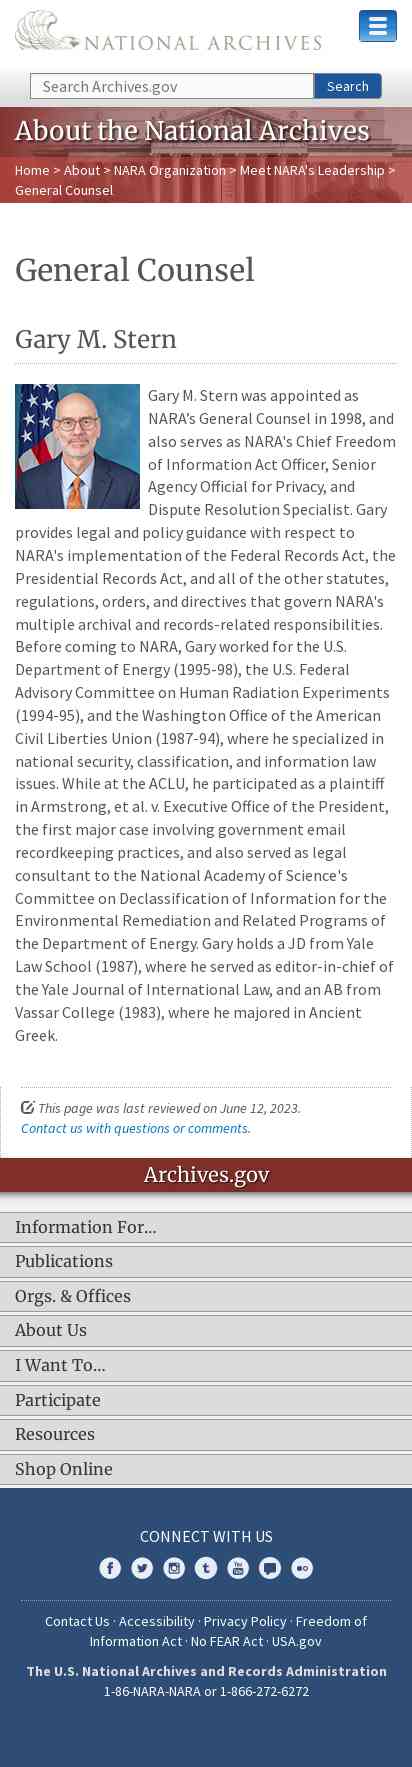 NATIONAL ARCHIVES
Search Archives.gov
Search
About the National Archives
Home > About > NARA Organization > Meet NARA's Leadership >
General Counsel
General Counsel
Gary M. Stern
Gary M. Stern was appointed as
NARA’s General Counsel in 1998, and
also serves as NARA's Chief Freedom
of Information Act Officer, Senior
Agency Official for Privacy, and
Dispute Resolution Specialist. Gary
provides legal and policy guidance with respect to
NARA's implementation of the Federal Records Act, the
Presidential Records Act, and all of the other statutes,
regulations, orders, and directives that govern NARA's
multiple archival and records-related responsibilities.
Before coming to NARA, Gary worked for the U.S.
Department of Energy (1995-98), the U.S. Federal
Advisory Committee on Human Radiation Experiments
(1994-95), and the Washington Office of the American
Civil Liberties Union (1987-94), where he specialized in
national security, classification, and information law
issues. While at the ACLU, he participated as a plaintiff
in Armstrong, et al. v. Executive Office of the President,
the first major case involving government email
recordkeeping practices, and also served as legal
consultant to the National Academy of Science's
Committee on Declassification of Information for the
Environmental Remediation and Related Programs of
the Department of Energy. Gary holds a JD from Yale
Law School (1987), where he served as editor-in-chief of
the Yale Journal of International Law, and an AB from
Vassar College (1983), where he majored in Ancient
Greek.
This page was last reviewed on June 12, 2023.
Contact us with questions or comments.
Archives.gov
Information For…
Publications
Orgs. & Offices
About Us
I Want To…
Participate
Resources
Shop Online
CONNECT WITH US
Contact Us · Accessibility · Privacy Policy · Freedom of
Information Act · No FEAR Act · USA.gov
The U.S. National Archives and Records Administration
1-86-NARA-NARA or 1-866-272-6272